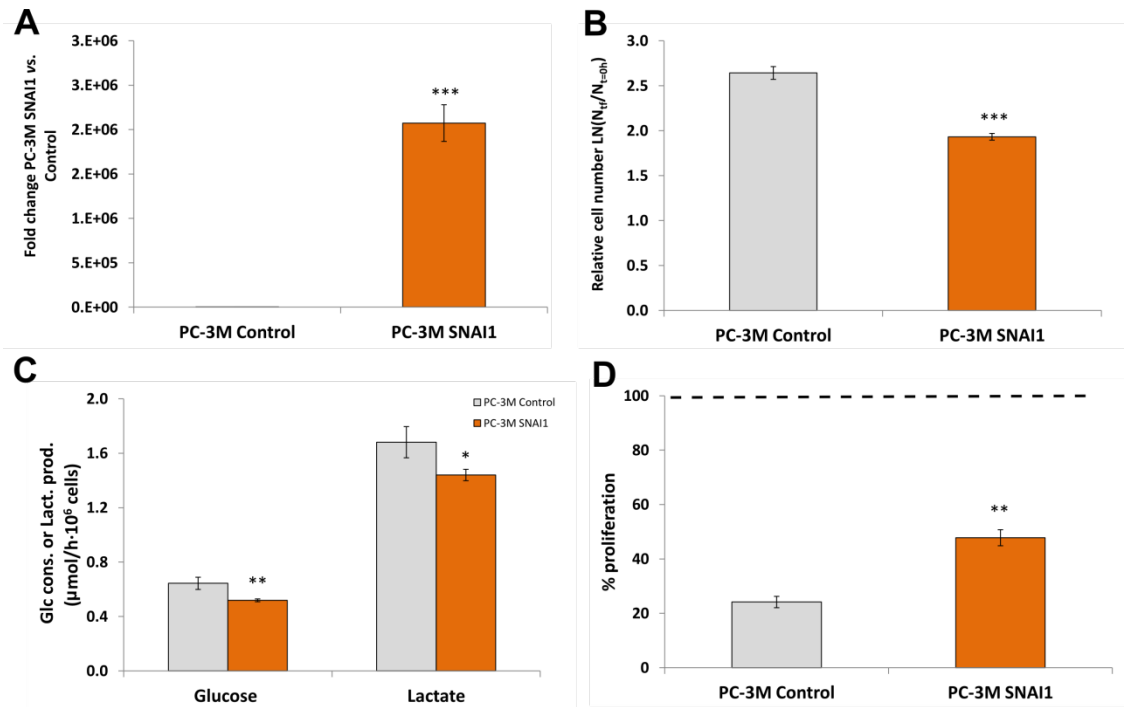 A
Fold change PC-3M SNAI1 vs.
Control
3.E+06
3.E+06
2.E+06
2.E+06
1.E+06
5.E+05
0.E+00
***
PC-3M Control
PC-3M SNAI1
B
Relative cell number LN(Ntf/Nt=0h)
3.0
2.5
2.0
1.5
1.0
0.5
0.0
***
PC-3M Control
PC-3M SNAI1
C
Glc cons. or Lact. prod.
(µmol/h·10⁶ cells)
2.0
1.6
1.2
0.8
0.4
0.0
PC-3M Control
PC-3M SNAI1
**
*
Glucose
Lactate
D
% proliferation
100
80
60
40
20
0
**
PC-3M Control
PC-3M SNAI1